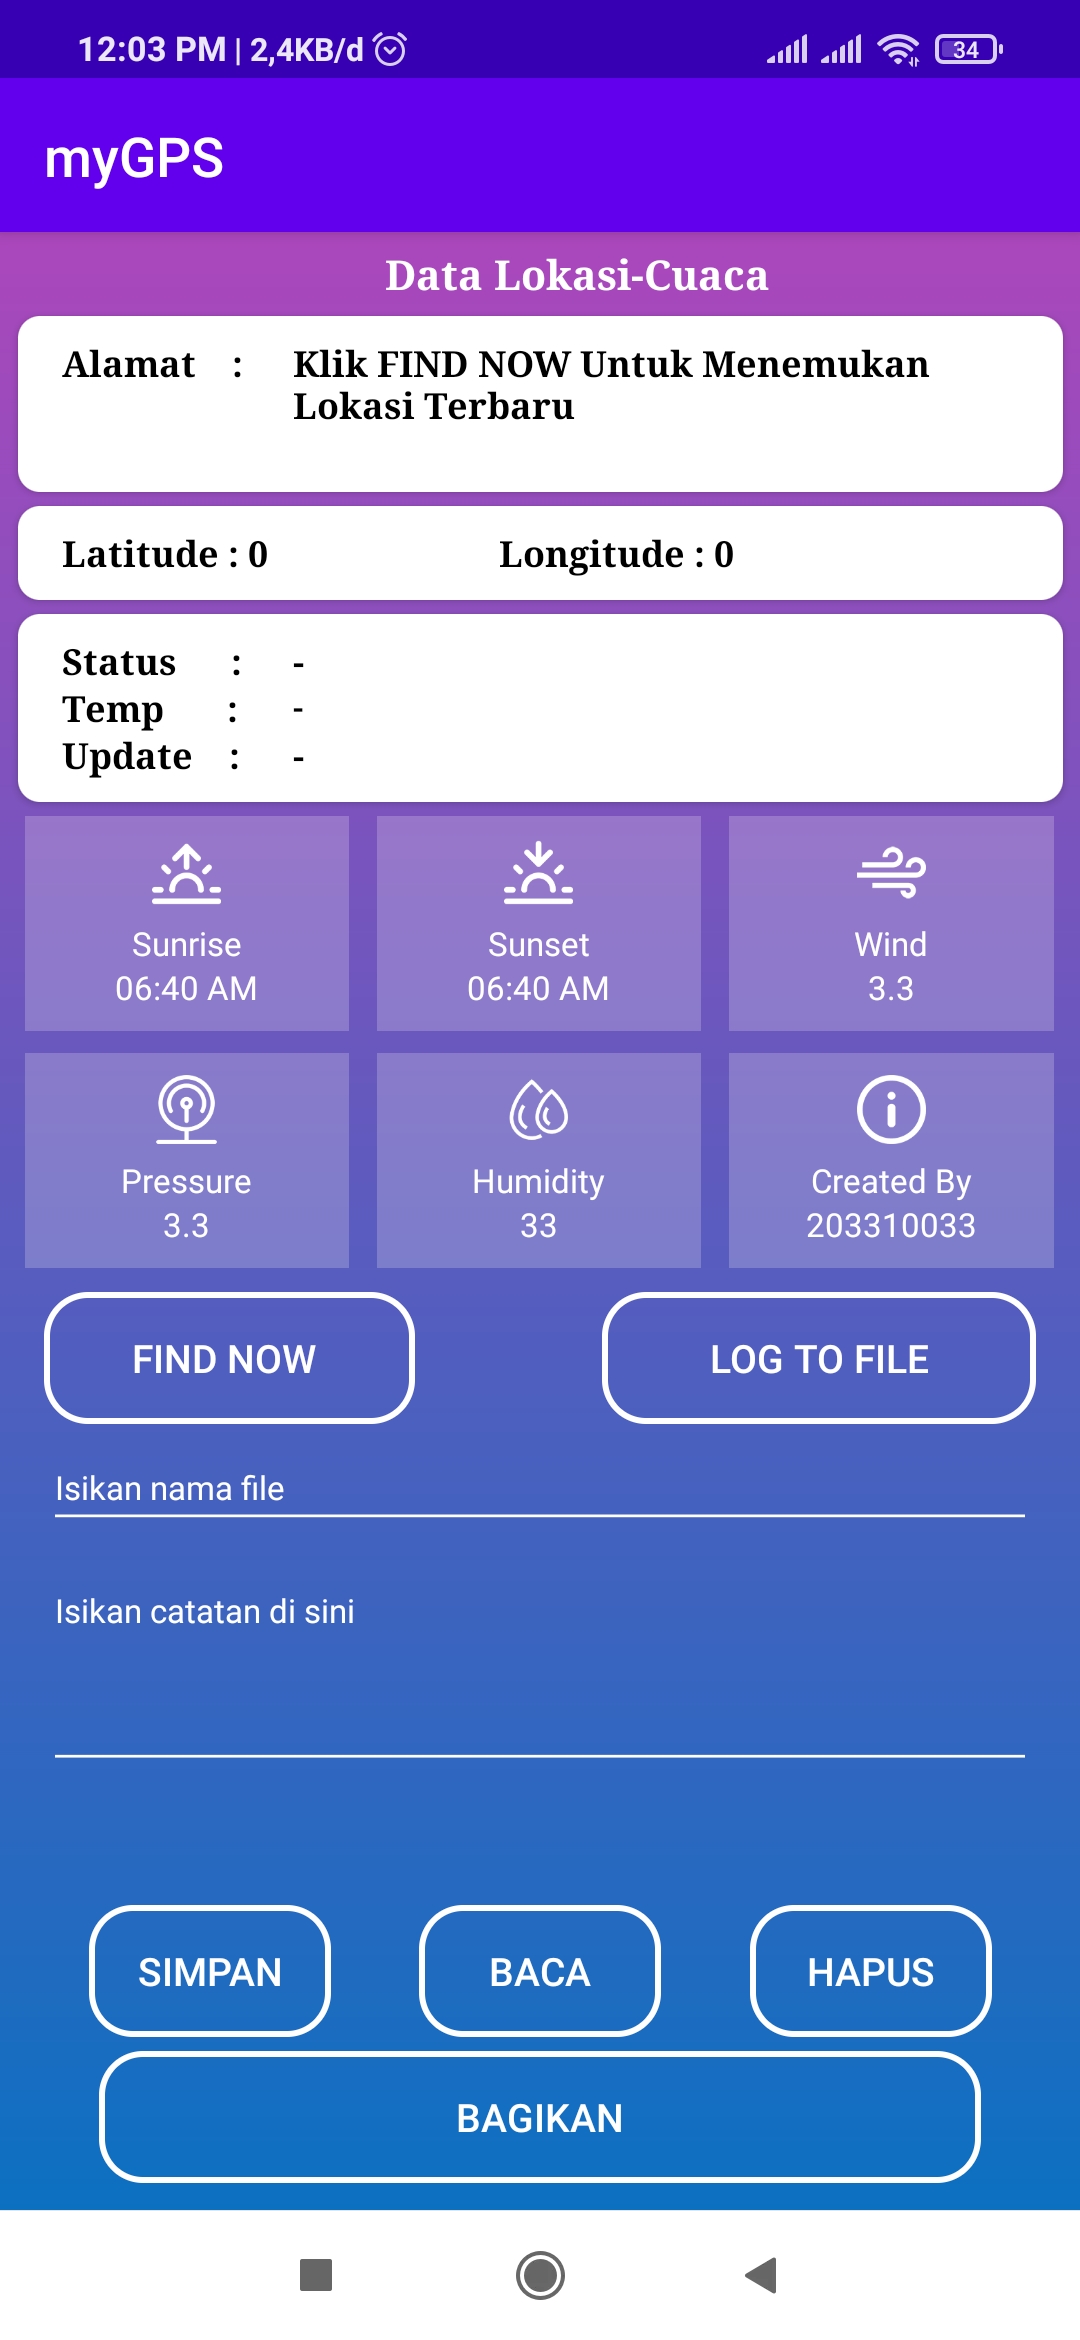 12:03 PM | 2,4KB/d
34
myGPS
Data Lokasi-Cuaca
Alamat : Klik FIND NOW Untuk Menemukan
Lokasi Terbaru
Latitude : 0 Longitude : 0
Status : -
Temp : -
Update : -
Sunrise Sunset Wind
06:40 AM 06:40 AM 3.3
Pressure Humidity Created By
3.3 33 203310033
FIND NOW LOG TO FILE
Isikan nama file
Isikan catatan di sini
SIMPAN BACA HAPUS
BAGIKAN